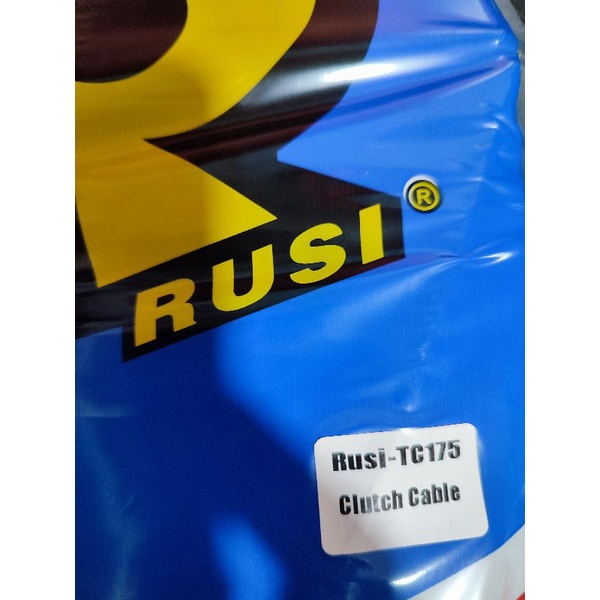 R
RUSI ®
Rusi-TC175
Clutch Cable